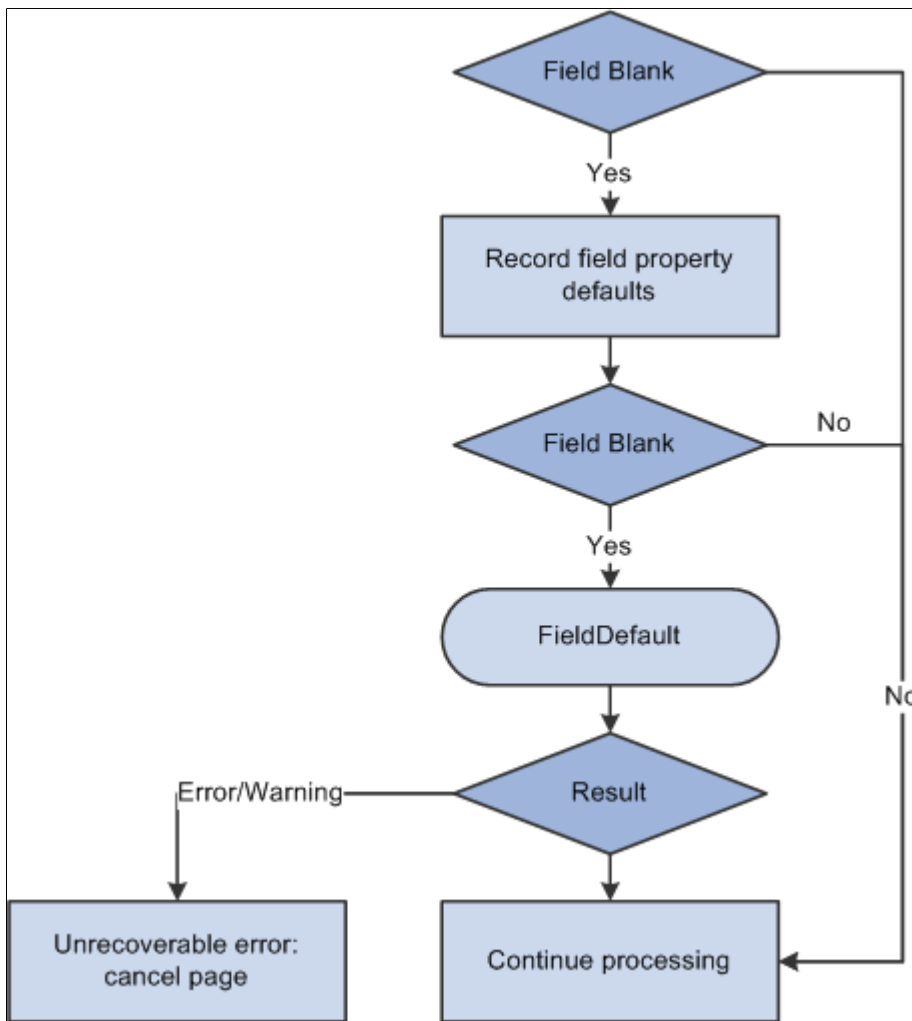 Field Blank
Yes
Record field property
defaults
Field Blank
No
Yes
FieldDefault
No
Error/Warning
Result
Unrecoverable error:
cancel page
Continue processing